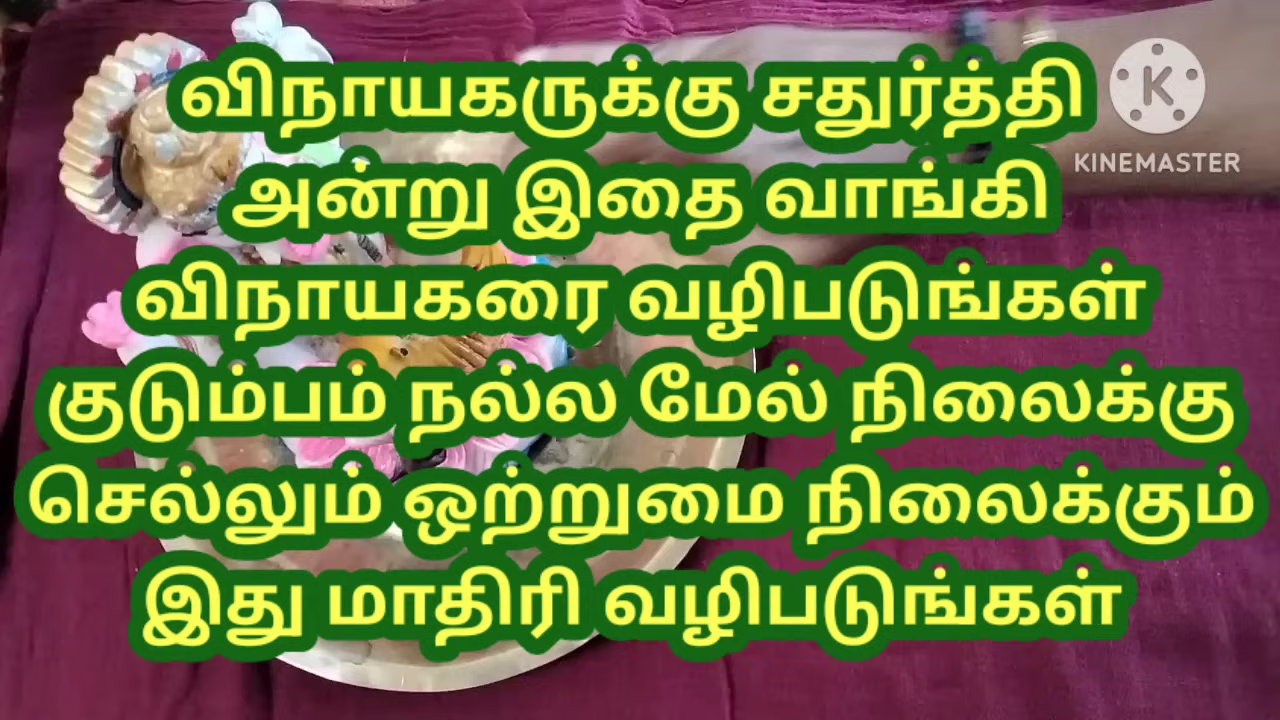 விநாயகருக்கு சதுர்த்தி
அன்று இதை வாங்கி
விநாயகரை வழிபடுங்கள்
குடும்பம் நல்ல மேல் நிலைக்கு
செல்லும் ஒற்றுமை நிலைக்கும்
இது மாதிரி வழிபடுங்கள்
K
KINEMASTER